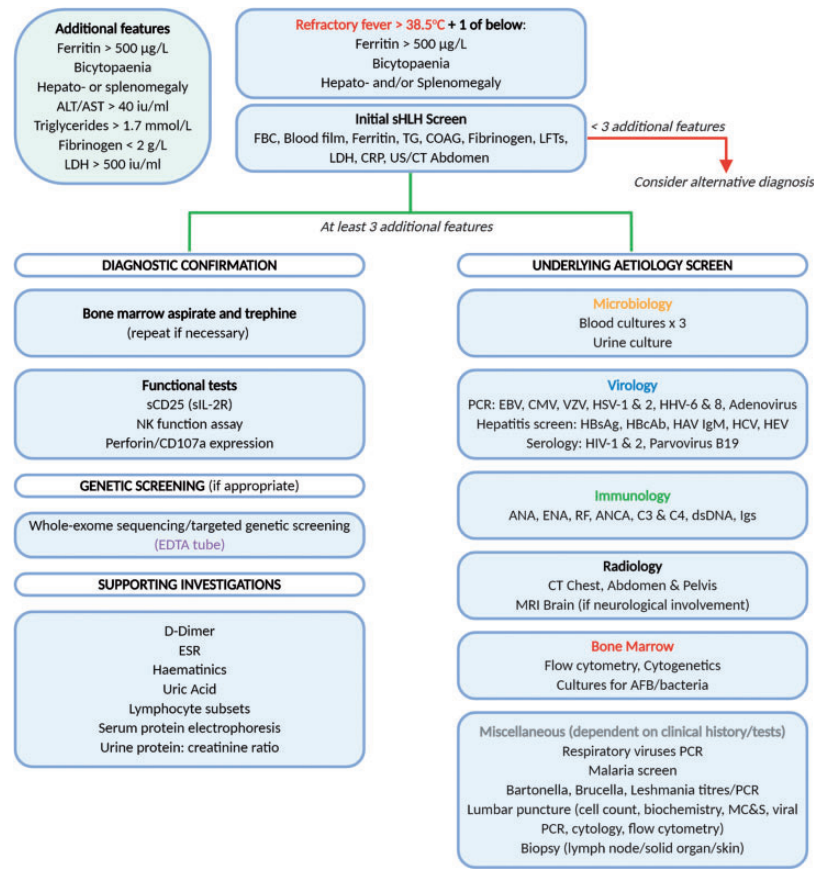 Additional features
Ferritin > 500 µg/L
Bicytopaenia
Hepato- or splenomegaly
ALT/AST > 40 iu/ml
Triglycerides > 1.7 mmol/L
Fibrinogen < 2 g/L
LDH > 500 iu/ml
Refractory fever > 38.5°C + 1 of below:
Ferritin > 500 µg/L
Bicytopaenia
Hepato- and/or Splenomegaly
Initial sHLH Screen
FBC, Blood film, Ferritin, TG, COAG, Fibrinogen, LFTs,
LDH, CRP, US/CT Abdomen
< 3 additional features
Consider alternative diagnosis
At least 3 additional features
DIAGNOSTIC CONFIRMATION
Bone marrow aspirate and trephine
(repeat if necessary)
Functional tests
sCD25 (sIL-2R)
NK function assay
Perforin/CD107a expression
GENETIC SCREENING (if appropriate)
Whole-exome sequencing/targeted genetic screening
(EDTA tube)
SUPPORTING INVESTIGATIONS
D-Dimer
ESR
Haematinics
Uric Acid
Lymphocyte subsets
Serum protein electrophoresis
Urine protein: creatinine ratio
UNDERLYING AETIOLOGY SCREEN
Microbiology
Blood cultures x 3
Urine culture
Virology
PCR: EBV, CMV, VZV, HSV-1 & 2, HHV-6 & 8, Adenovirus
Hepatitis screen: HBsAg, HBcAb, HAV IgM, HCV, HEV
Serology: HIV-1 & 2, Parvovirus B19
Immunology
ANA, ENA, RF, ANCA, C3 & C4, dsDNA, Igs
Radiology
CT Chest, Abdomen & Pelvis
MRI Brain (if neurological involvement)
Bone Marrow
Flow cytometry, Cytogenetics
Cultures for AFB/bacteria
Miscellaneous (dependent on clinical history/tests)
Respiratory viruses PCR
Malaria screen
Bartonella, Brucella, Leshmania titres/PCR
Lumbar puncture (cell count, biochemistry, MC&S, viral
PCR, cytology, flow cytometry)
Biopsy (lymph node/solid organ/skin)